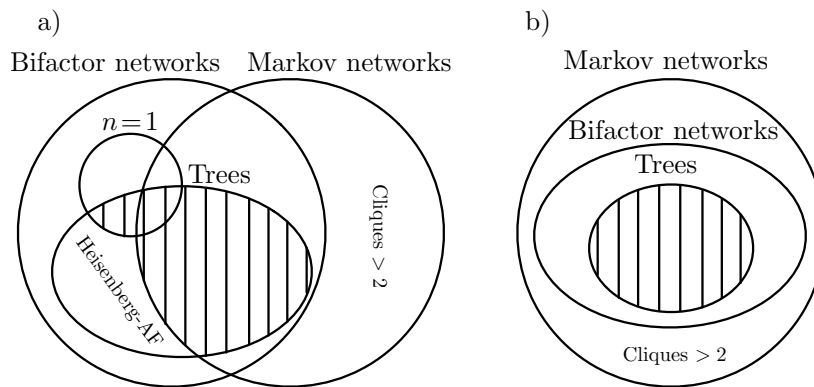 a)
Bifactor networks
Markov networks
n=1
Trees
Cliques > 2
Heisenberg-AF
b)
Markov networks
Bifactor networks
Trees
Cliques > 2